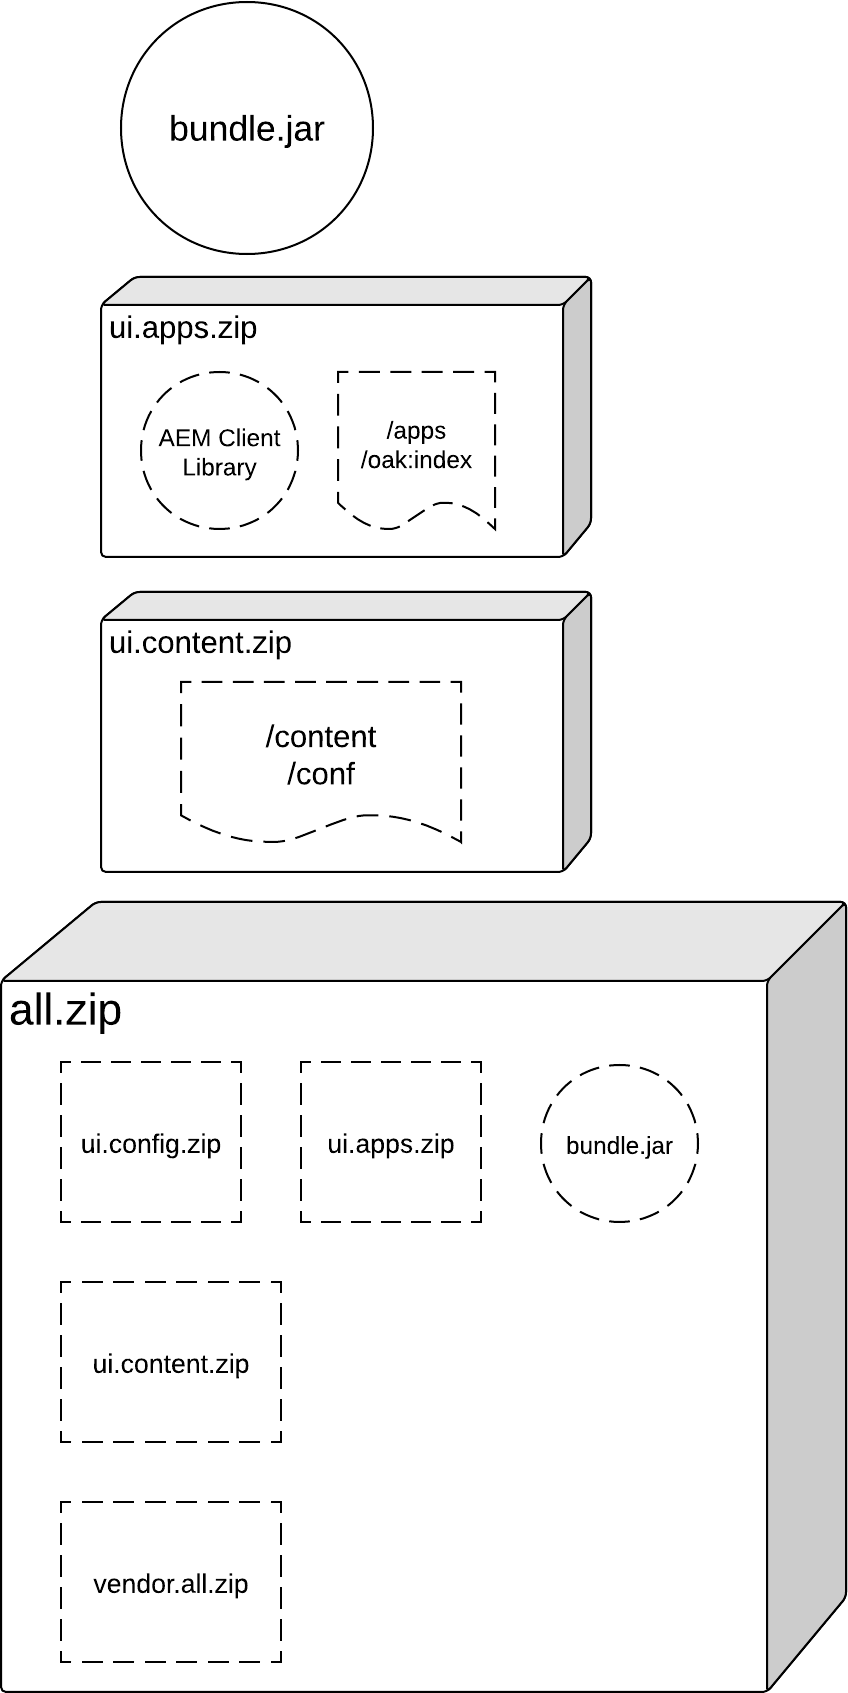 bundle.jar
ui.apps.zip
AEM Client
Library
/apps
/oak:index
ui.content.zip
/content
/conf
all.zip
ui.config.zip
ui.apps.zip
bundle.jar
ui.content.zip
vendor.all.zip